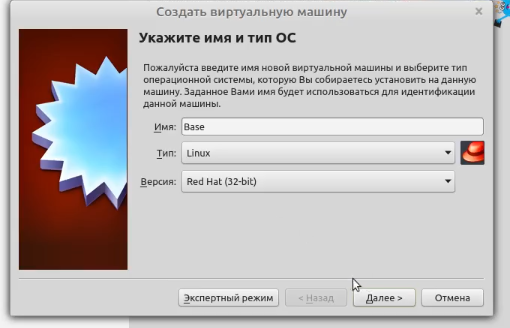 Создать виртуальную машину
Укажите имя и тип ОС
Пожалуйста введите имя новой виртуальной машины и выберите тип
операционной системы, которую Вы собираетесь установить на данную
машину. Заданное Вами имя будет использоваться для идентификации
данной машины.
Имя: Base
Тип: Linux
Версия: Red Hat (32-bit)
Экспертный режим < Назад Далее > Отмена